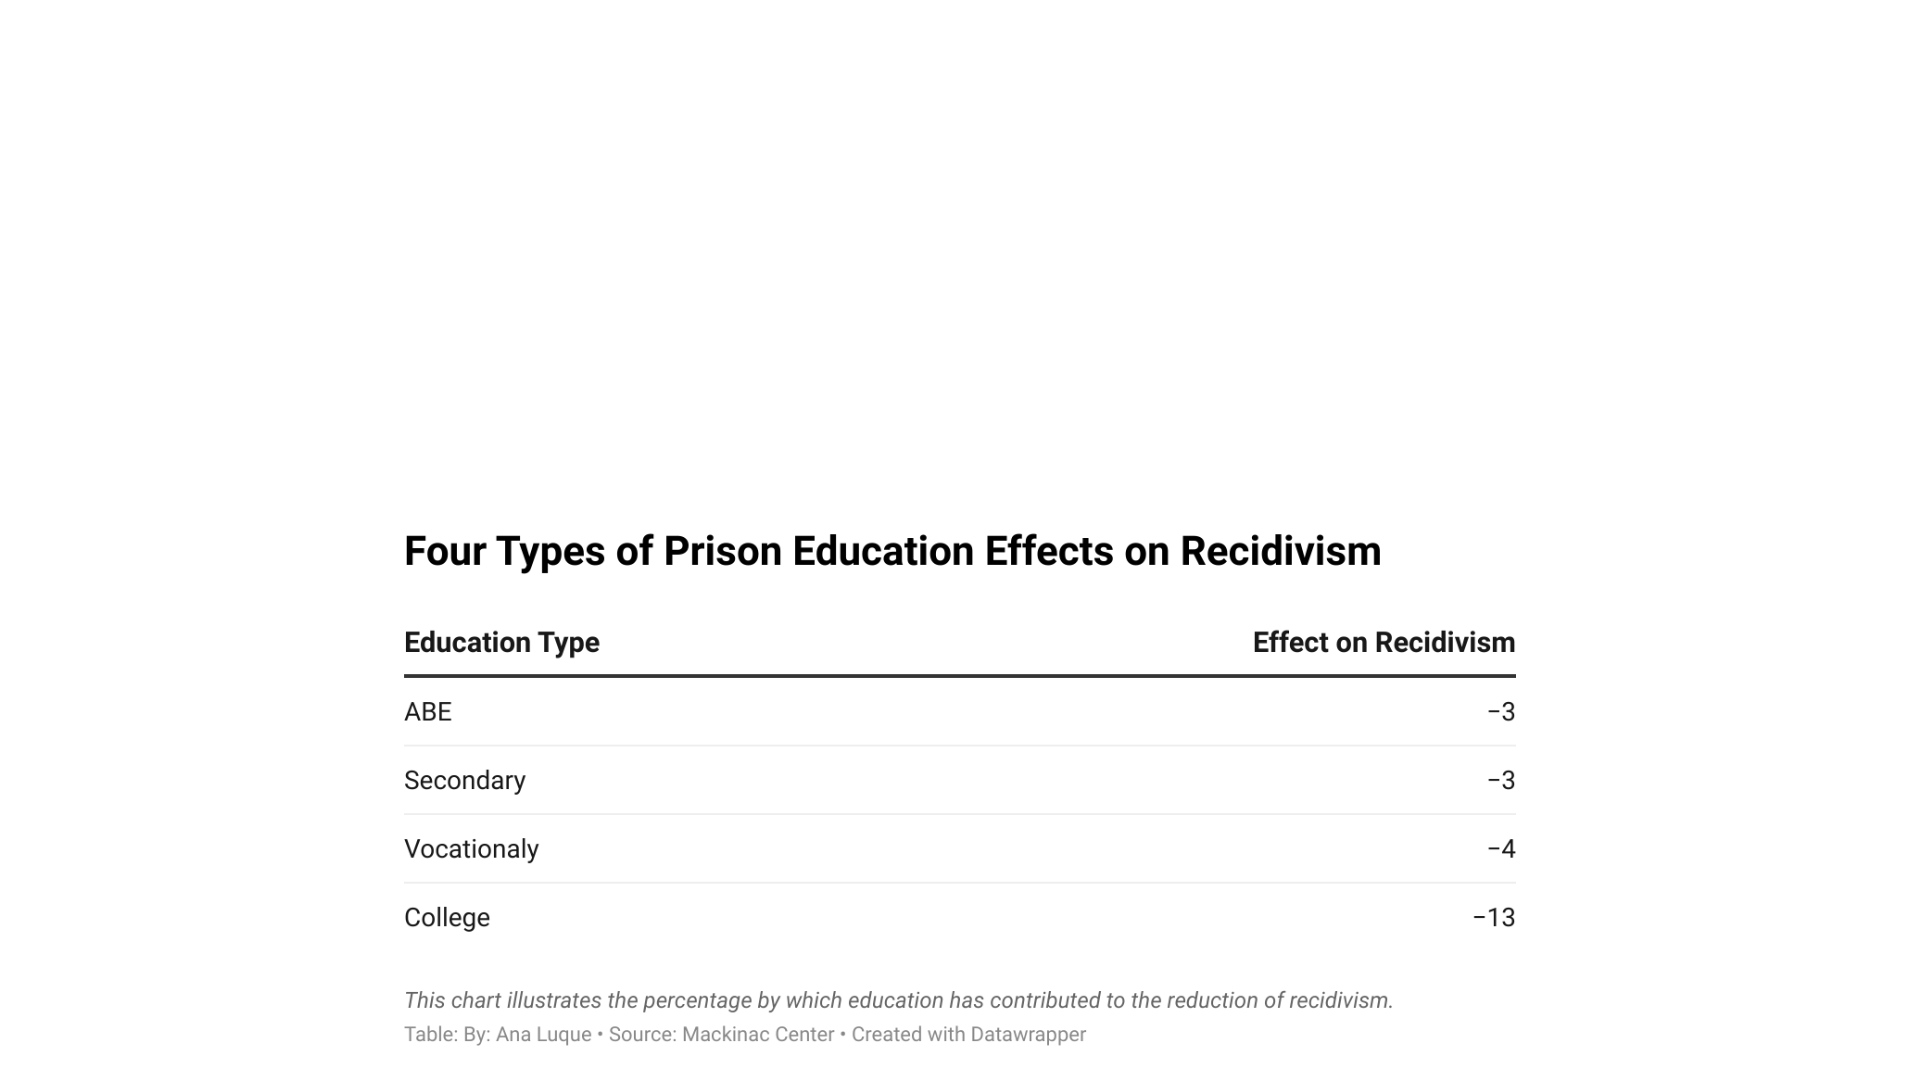 Four Types of Prison Education Effects on Recidivism
Education Type Effect on Recidivism
ABE −3
Secondary −3
Vocationaly −4
College −13
This chart illustrates the percentage by which education has contributed to the reduction of recidivism.
Table: By: Ana Luque • Source: Mackinac Center • Created with Datawrapper